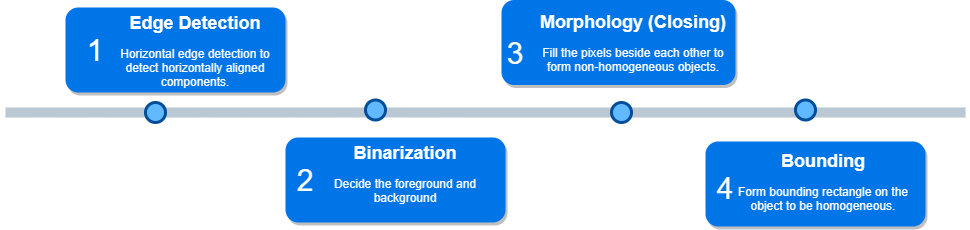 Edge Detection
1
Horizontal edge detection to
detect horizontally aligned
components.
Binarization
2
Decide the foreground and
background
Morphology (Closing)
3
Fill the pixels beside each other to
form non-homogeneous objects.
Bounding
4
Form bounding rectangle on the
object to be homogeneous.